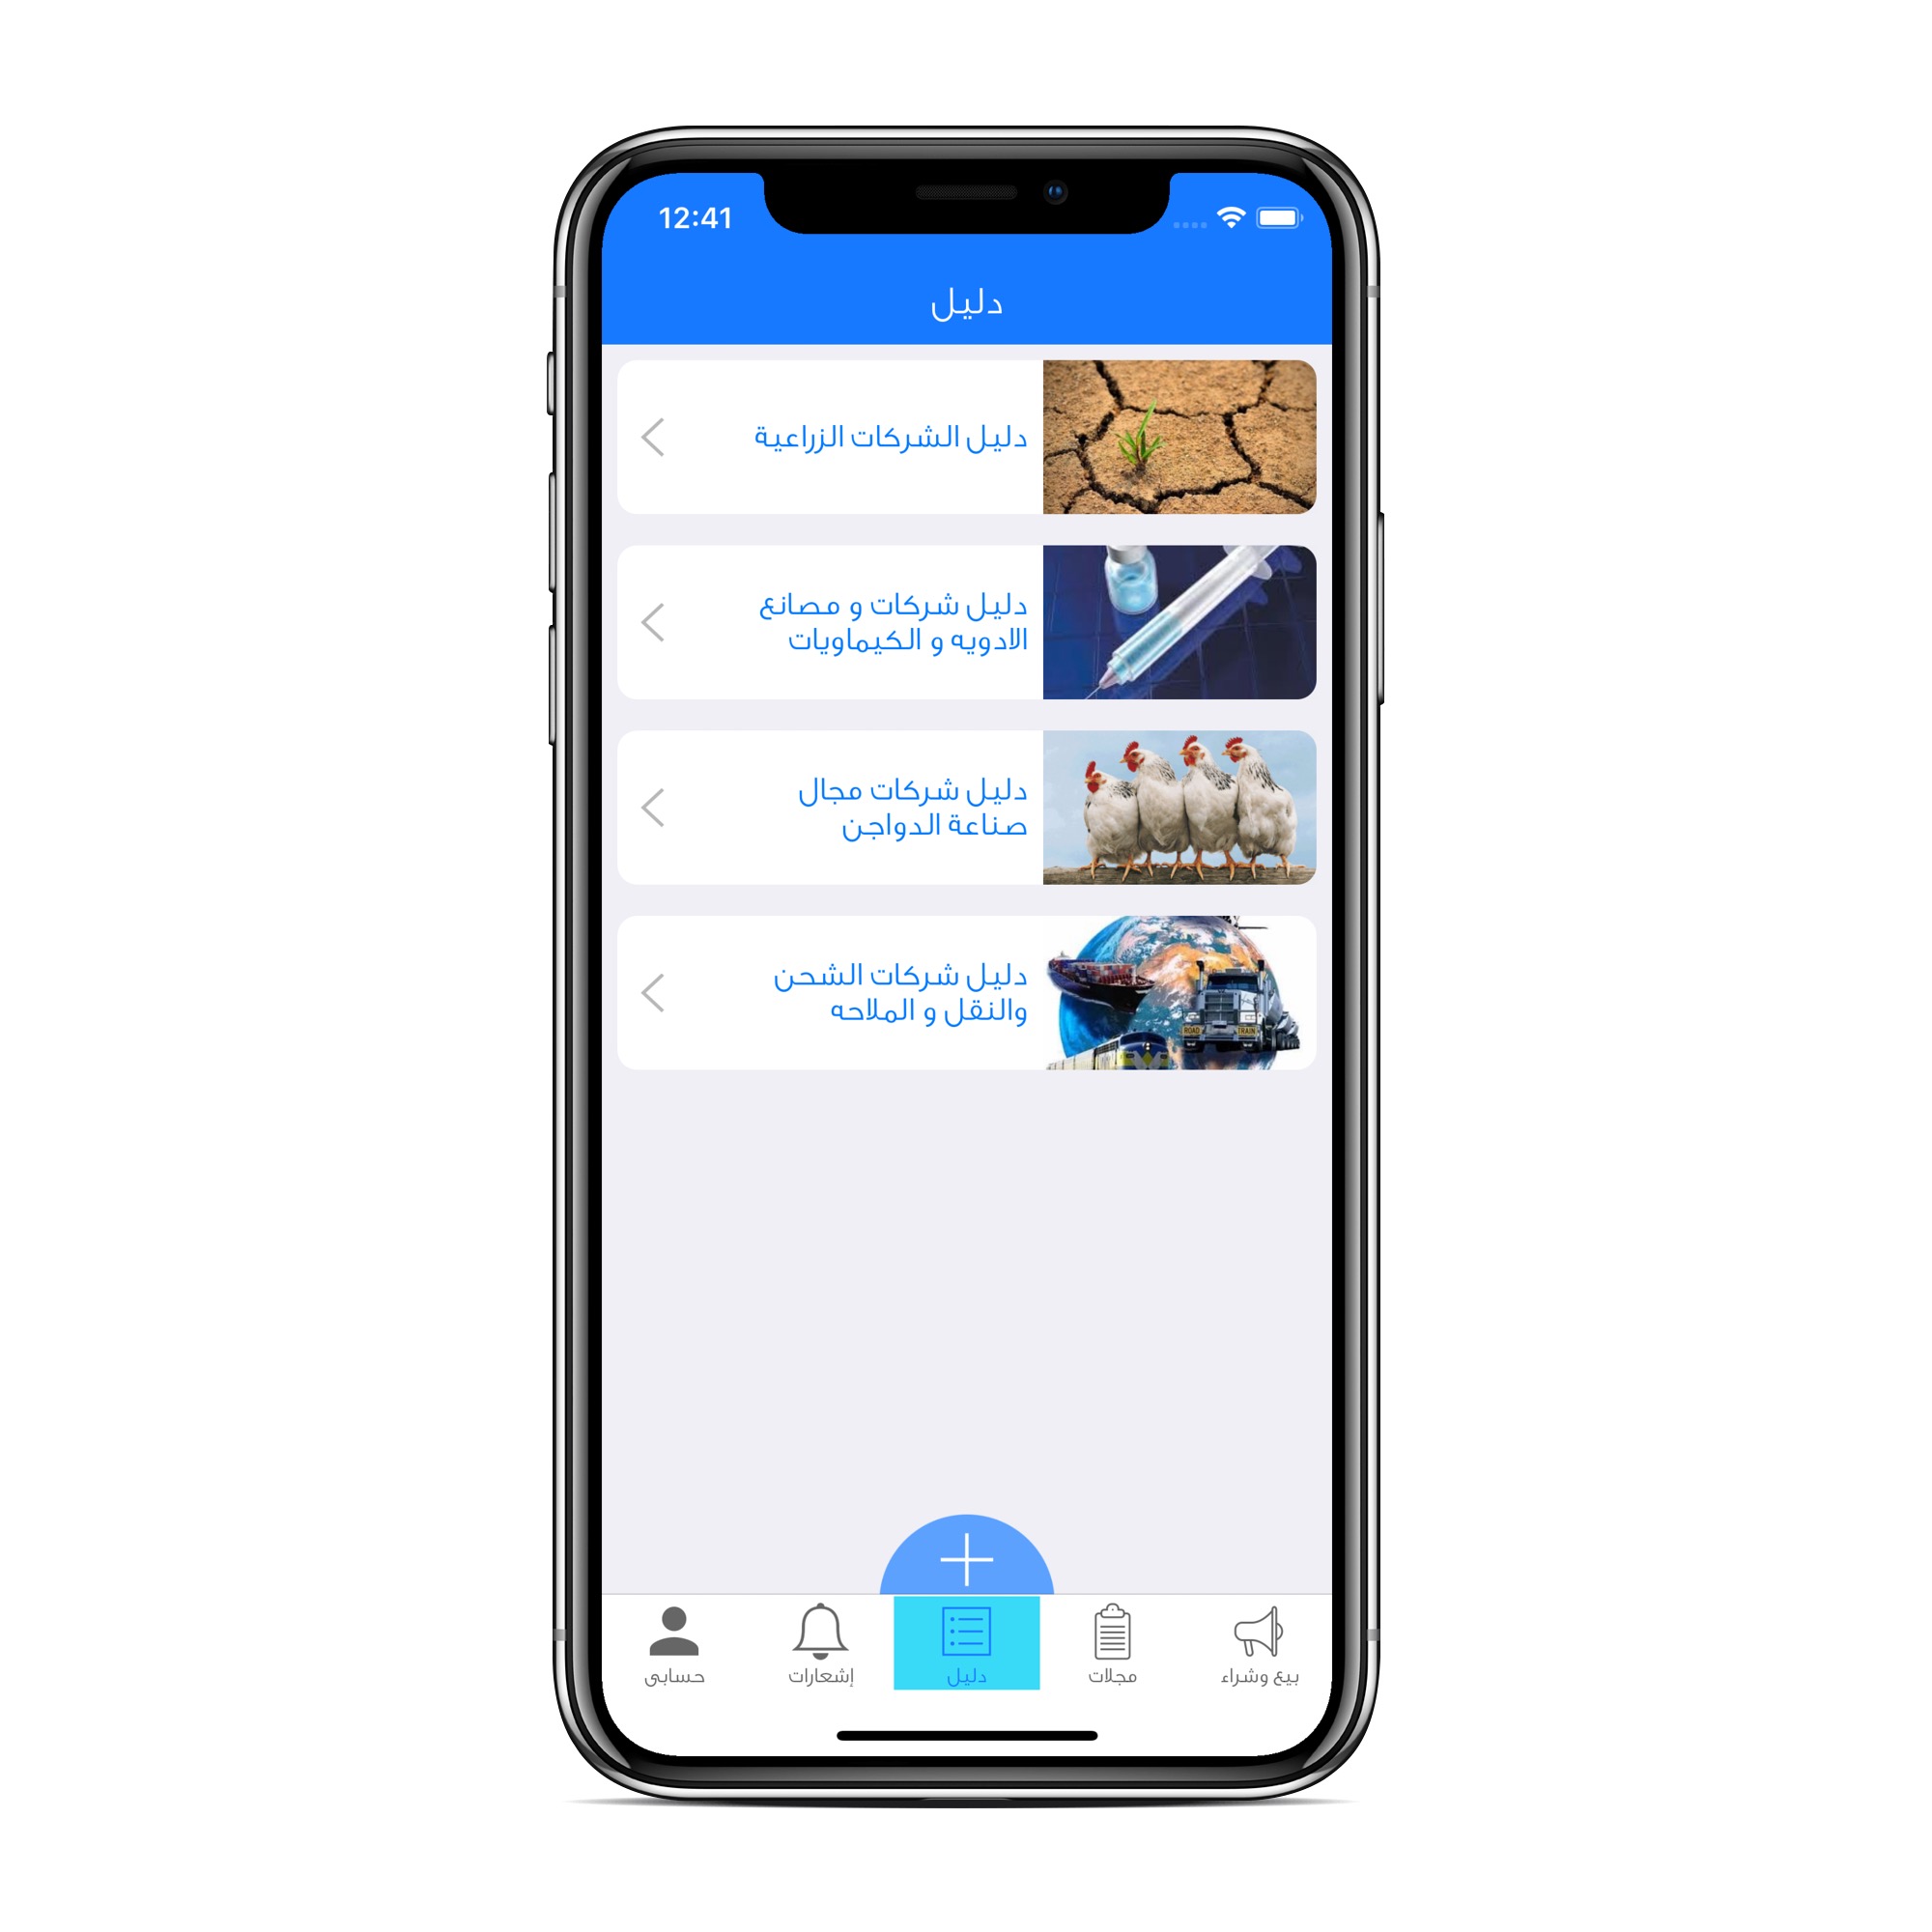 12:41
دليل
دليل الشركات الزراعية
دليل شركات و مصانع
الادويه و الكيماويات
دليل شركات مجال
صناعة الدواجن
دليل شركات الشحن
والنقل و الملاحه
ROAD TRAIN
بيع وشراء
مجلات
دليل
إشعارات
حسابى